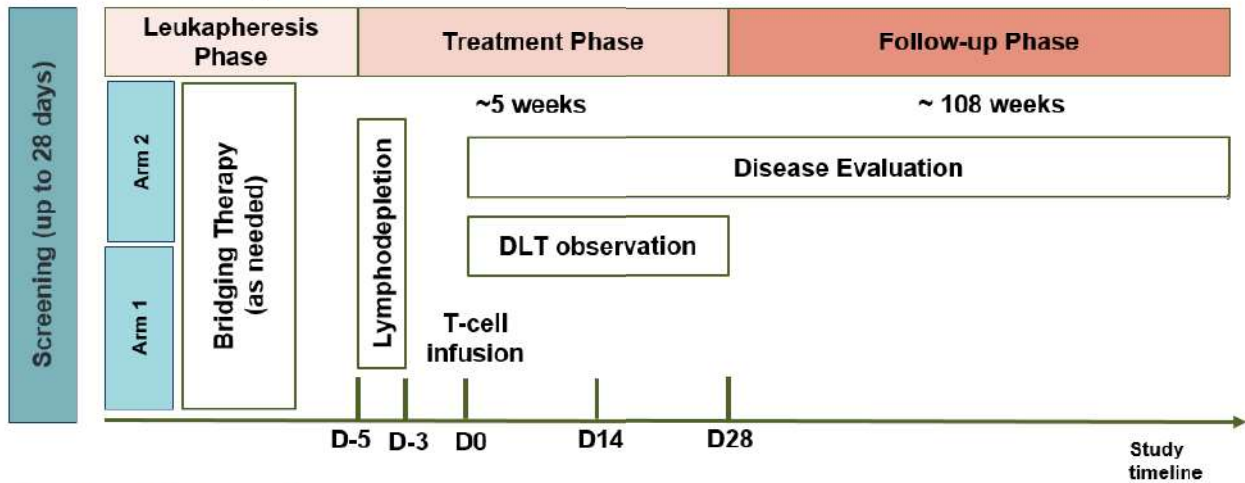 Screening (up to 28 days)
Leukapheresis
Phase
Treatment Phase
Follow-up Phase
Arm 2
Arm 1
Bridging Therapy
(as needed)
Lymphodepletion
~5 weeks
~ 108 weeks
Disease Evaluation
DLT observation
T-cell
infusion
D-5
D-3
D0
D14
D28
Study
timeline